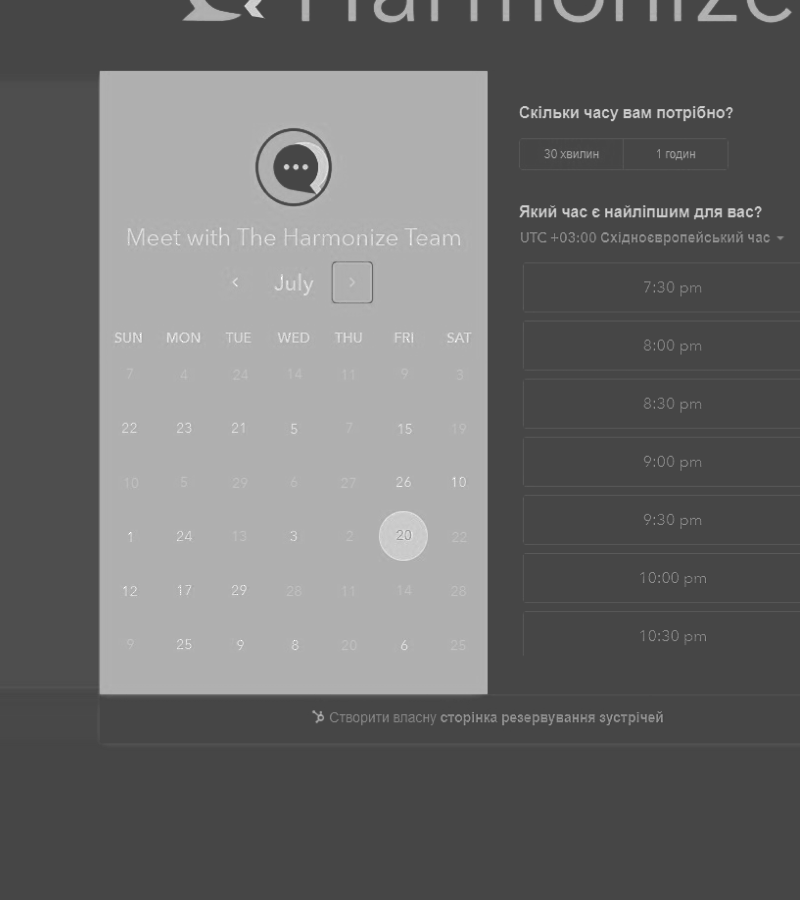 Harmonize
Meet with The Harmonize Team
July
SUN MON TUE WED THU FRI SAT
7 4 24 14 11 9 3
22 23 21 5 7 15 19
10 5 29 6 27 26 10
1 24 13 3 2 20 22
12 17 29 28 11 14 28
9 25 9 8 20 6 25
Скільки часу вам потрібно?
30 хвилин 1 годин
Який час є найліпшим для вас?
UTC +03:00 Східноєвропейський час
7:30 pm
8:00 pm
8:30 pm
9:00 pm
9:30 pm
10:00 pm
10:30 pm
Створити власну сторінка резервування зустрічей